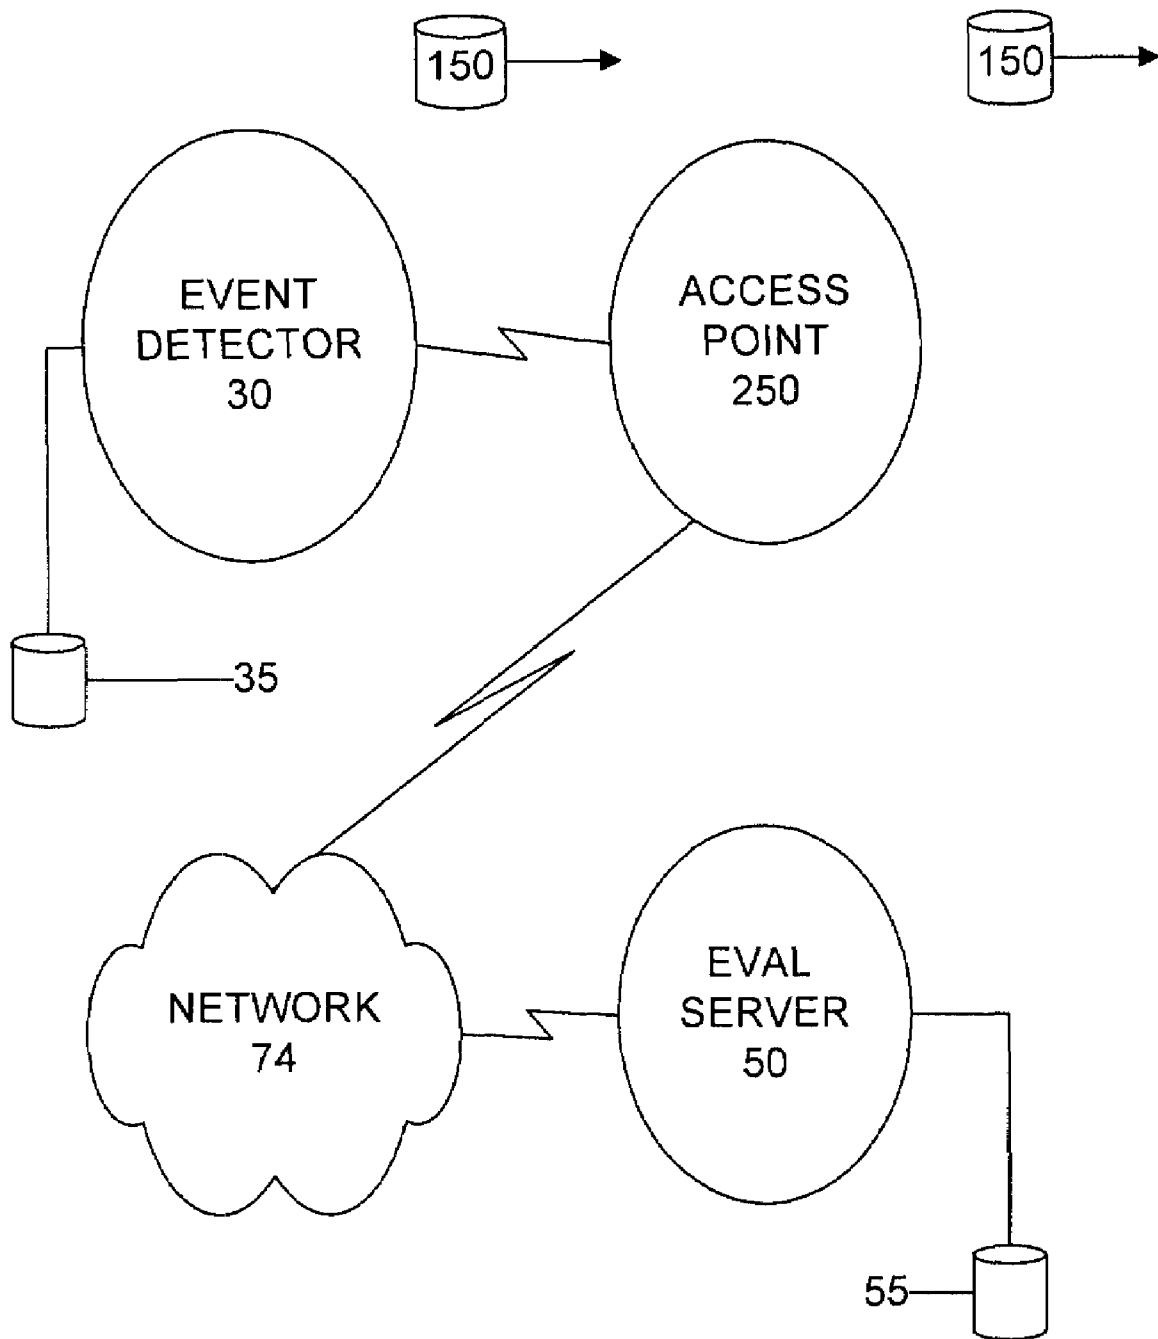 150
150
EVENT
DETECTOR
30
ACCESS
POINT
250
35
NETWORK
74
EVAL
SERVER
50
55